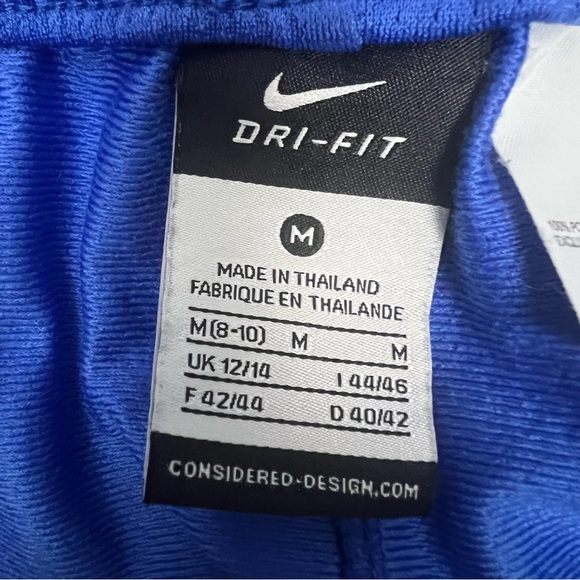 DRI-FIT
M
MADE IN THAILAND
FABRIQUE EN THAILANDE
M(8-10) M M
UK 12/14 I 44/46
F 42/44 D 40/42
CONSIDERED-DESIGN.COM
100%